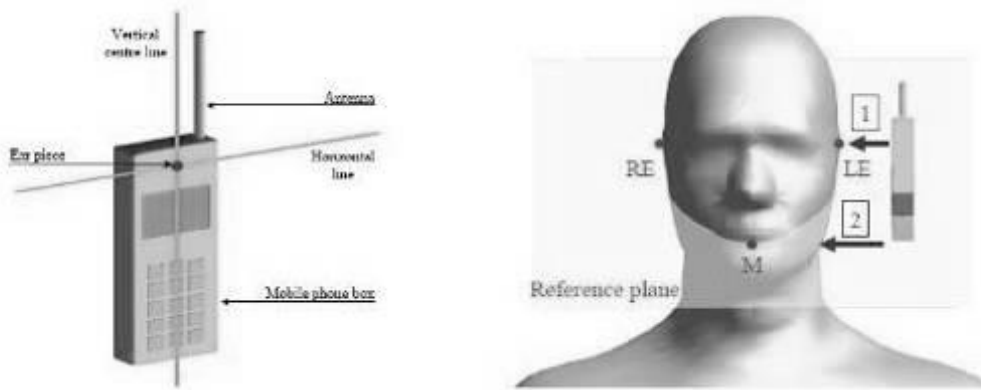 Vertical
centre line
Antenna
Ear piece
Horizontal
line
Mobile phone box
1
RE
LE
2
M
Reference plane